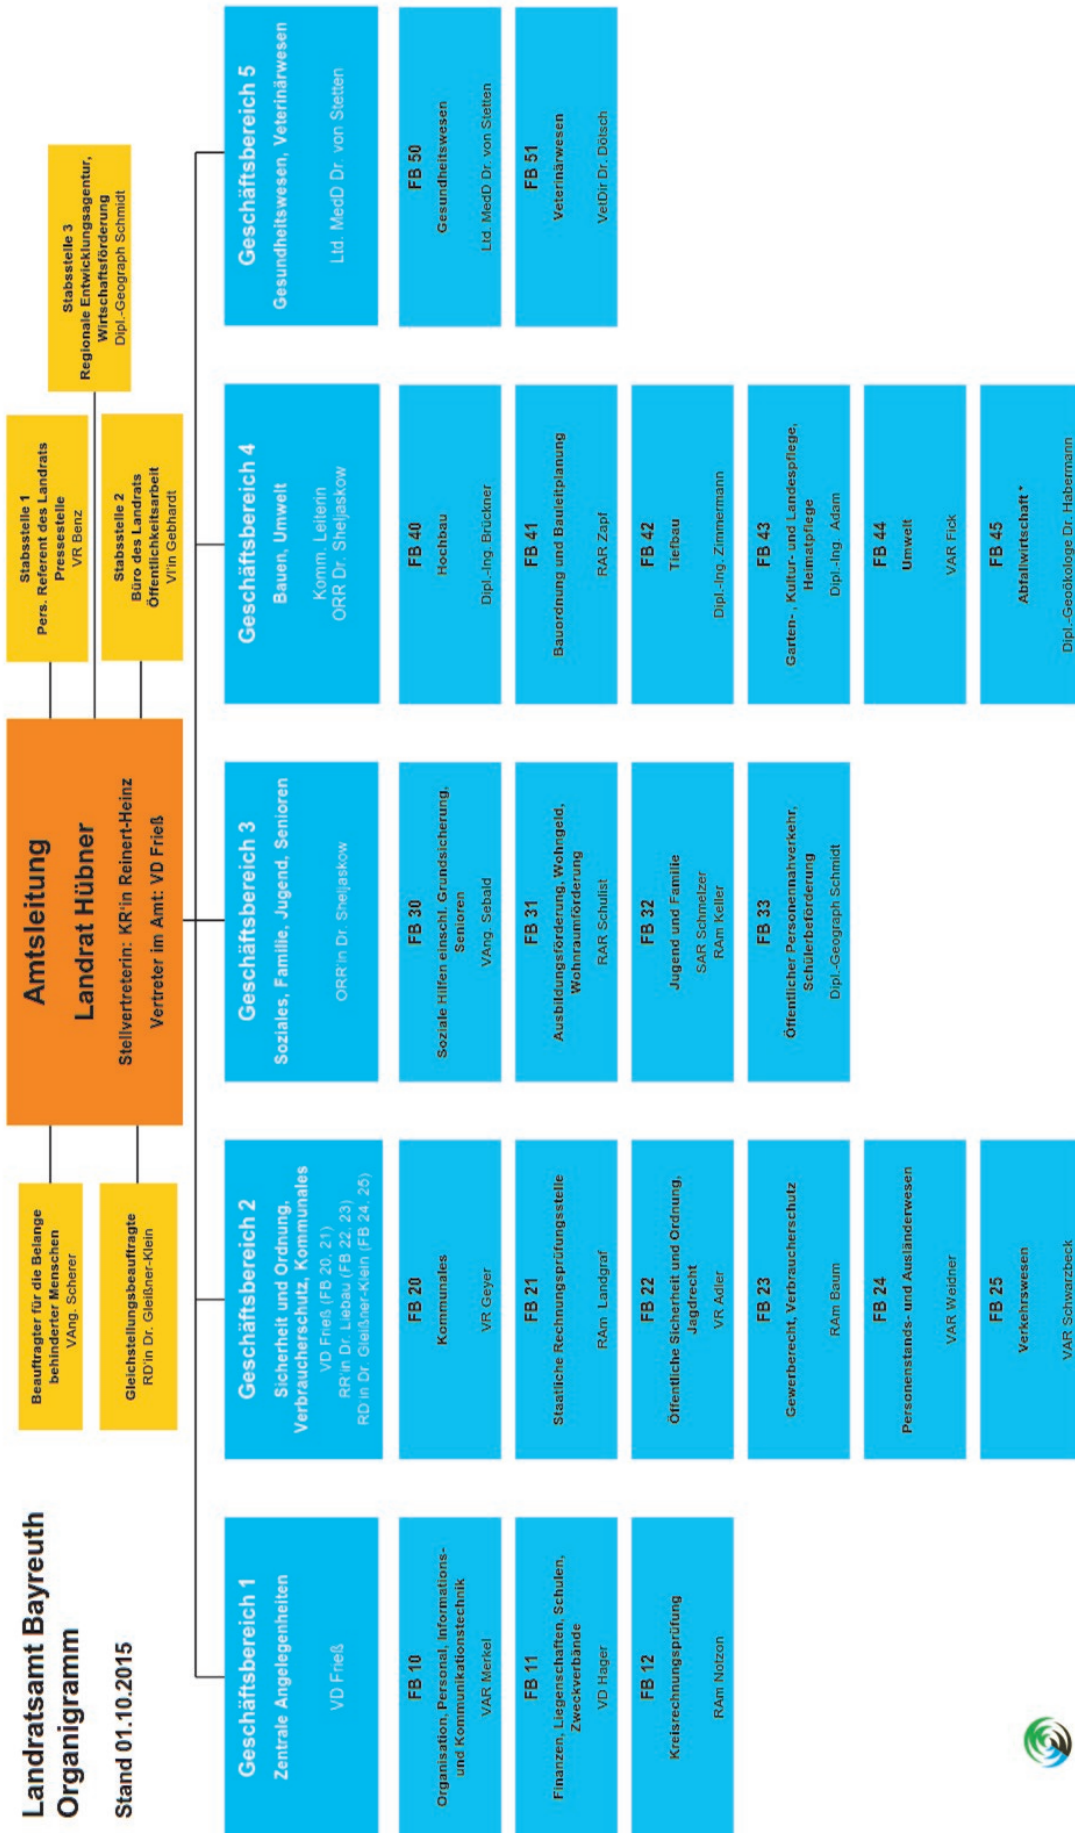 Landratsamt Bayreuth
Organigramm
Stand 01.10.2015
Beauftragter für die Belange
behinderter Menschen
VAng. Scherer
Gleichstellungsbeauftragte
RD'in Dr. Gleißner-Klein
Amtsleitung
Landrat Hübner
Stellvertreterin: KR'in Reinert-Heinz
Vertreter im Amt: VD Frieß
Stabsstelle 1
Pers. Referent des Landrats
Pressestelle
VR Benz
Stabsstelle 2
Büro des Landrats
Öffentlichkeitsarbeit
VI'in Gebhardt
Stabsstelle 3
Regionale Entwicklungsagentur,
Wirtschaftsförderung
Dipl.-Geograph Schmidt
Geschäftsbereich 1
Zentrale Angelegenheiten
VD Frieß
FB 10
Organisation, Personal, Informations-
und Kommunikationstechnik
VAR Merkel
FB 11
Finanzen, Liegenschaften, Schulen,
Zweckverbände
VD Hager
FB 12
Kreisrechnungsprüfung
RAm Notzon
Geschäftsbereich 2
Sicherheit und Ordnung,
Verbraucherschutz, Kommunales
VD Frieß (FB 20, 21)
RR'in Dr. Liebau (FB 22, 23)
RD'in Dr. Gleißner-Klein (FB 24, 25)
FB 20
Kommunales
VR Geyer
FB 21
Staatliche Rechnungsprüfungsstelle
RAm Landgraf
FB 22
Öffentliche Sicherheit und Ordnung,
Jagdrecht
VR Adler
FB 23
Gewerberecht, Verbraucherschutz
RAm Baum
FB 24
Personenstands- und Ausländerwesen
VAR Weidner
FB 25
Verkehrswesen
VAR Schwarzbeck
Geschäftsbereich 3
Soziales, Familie, Jugend, Senioren
ORR'in Dr. Sheljaskow
FB 30
Soziale Hilfen einschl. Grundsicherung,
Senioren
VAng. Sebald
FB 31
Ausbildungsförderung, Wohngeld,
Wohnraumförderung
RAR Schulist
FB 32
Jugend und Familie
SAR Schmelzer
RAm Keller
FB 33
Öffentlicher Personennahverkehr,
Schülerbeförderung
Dipl.-Geograph Schmidt
Geschäftsbereich 4
Bauen, Umwelt
Komm. Leiterin
ORR Dr. Sheljaskow
FB 40
Hochbau
Dipl.-Ing. Brückner
FB 41
Bauordnung und Bauleitplanung
RAR Zapf
FB 42
Tiefbau
Dipl.-Ing. Zimmermann
FB 43
Garten-, Kultur- und Landespflege,
Heimatpflege
Dipl.-Ing. Adam
FB 44
Umwelt
VAR Fick
FB 45
Abfallwirtschaft *
Dipl.-Geoökologe Dr. Habermann
Geschäftsbereich 5
Gesundheitswesen, Veterinärwesen
Ltd. MedD Dr. von Stetten
FB 50
Gesundheitswesen
Ltd. MedD Dr. von Stetten
FB 51
Veterinärwesen
VetDir Dr. Dölsch